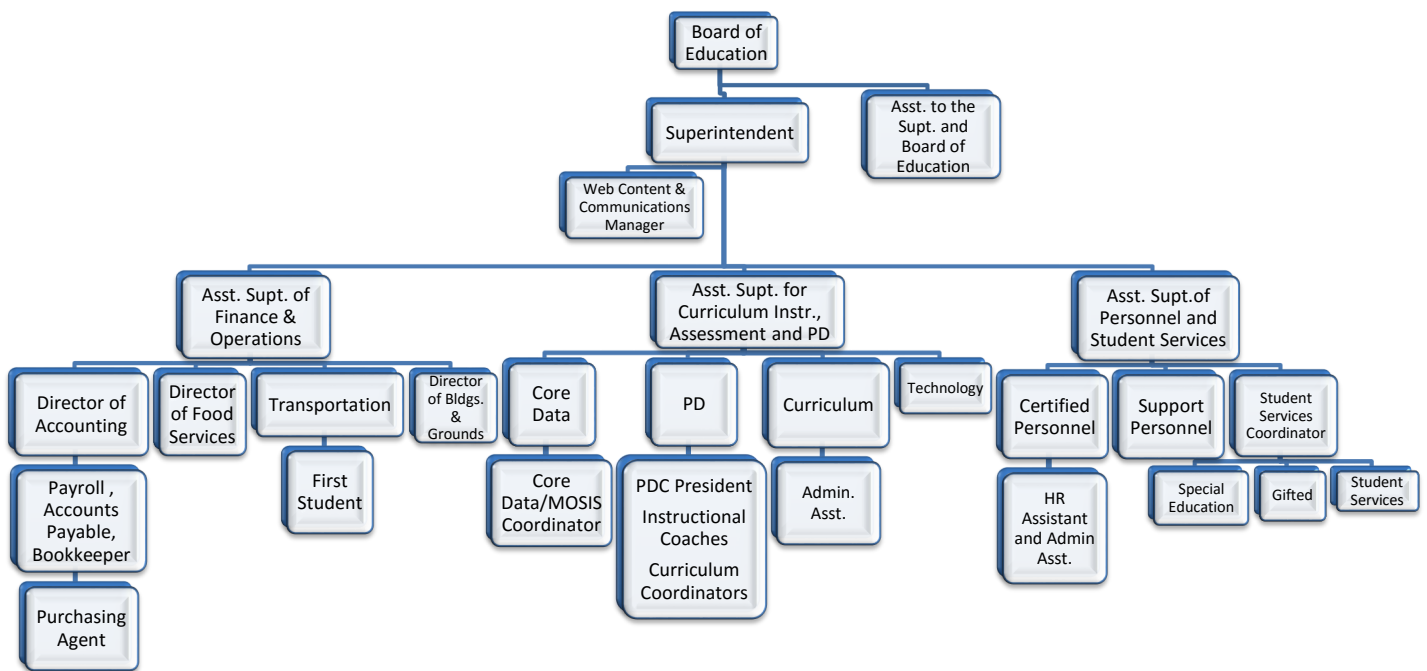 Board of
Education
Superintendent
Asst. to the
Supt. and
Board of
Education
Web Content &
Communications
Manager
Asst. Supt. of
Finance &
Operations
Asst. Supt. for
Curriculum Instr.,
Assessment and PD
Asst. Supt.of
Personnel and
Student Services
Director of
Accounting
Director
of Food
Services
Transportation
Director
of Bldgs.
&
Grounds
Core
Data
PD
Curriculum
Technology
Certified
Personnel
Support
Personnel
Student
Services
Coordinator
Payroll ,
Accounts
Payable,
Bookkeeper
First
Student
Core
Data/MOSIS
Coordinator
PDC President
Instructional
Coaches
Curriculum
Coordinators
Admin.
Asst.
HR
Assistant
and Admin
Asst.
Special
Education
Gifted
Student
Services
Purchasing
Agent